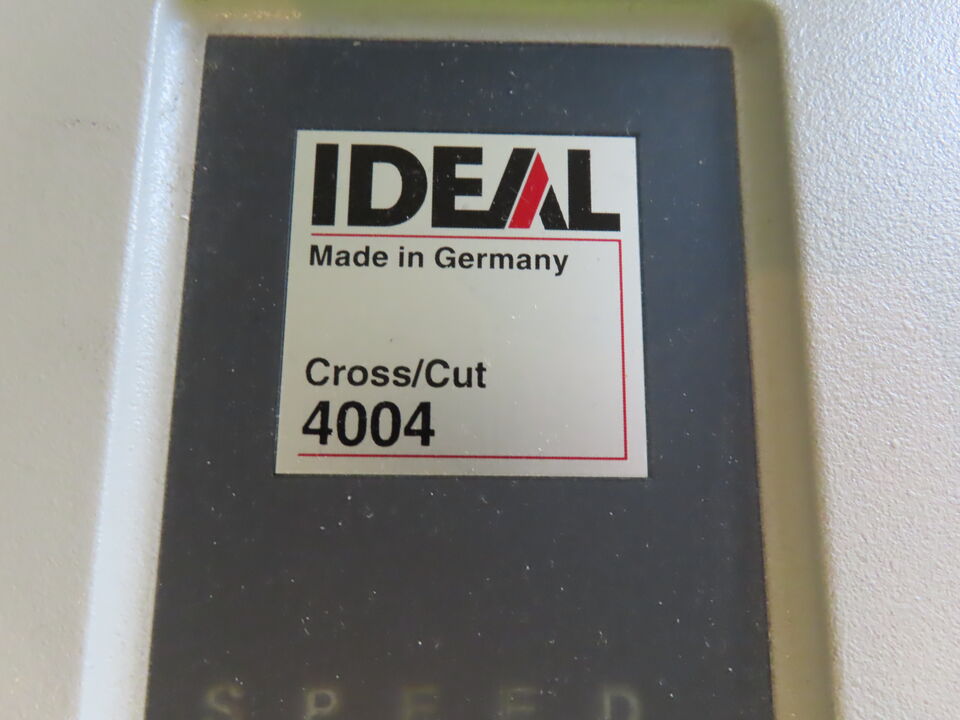 IDEAL
Made in Germany
Cross/Cut
4004
SPEED